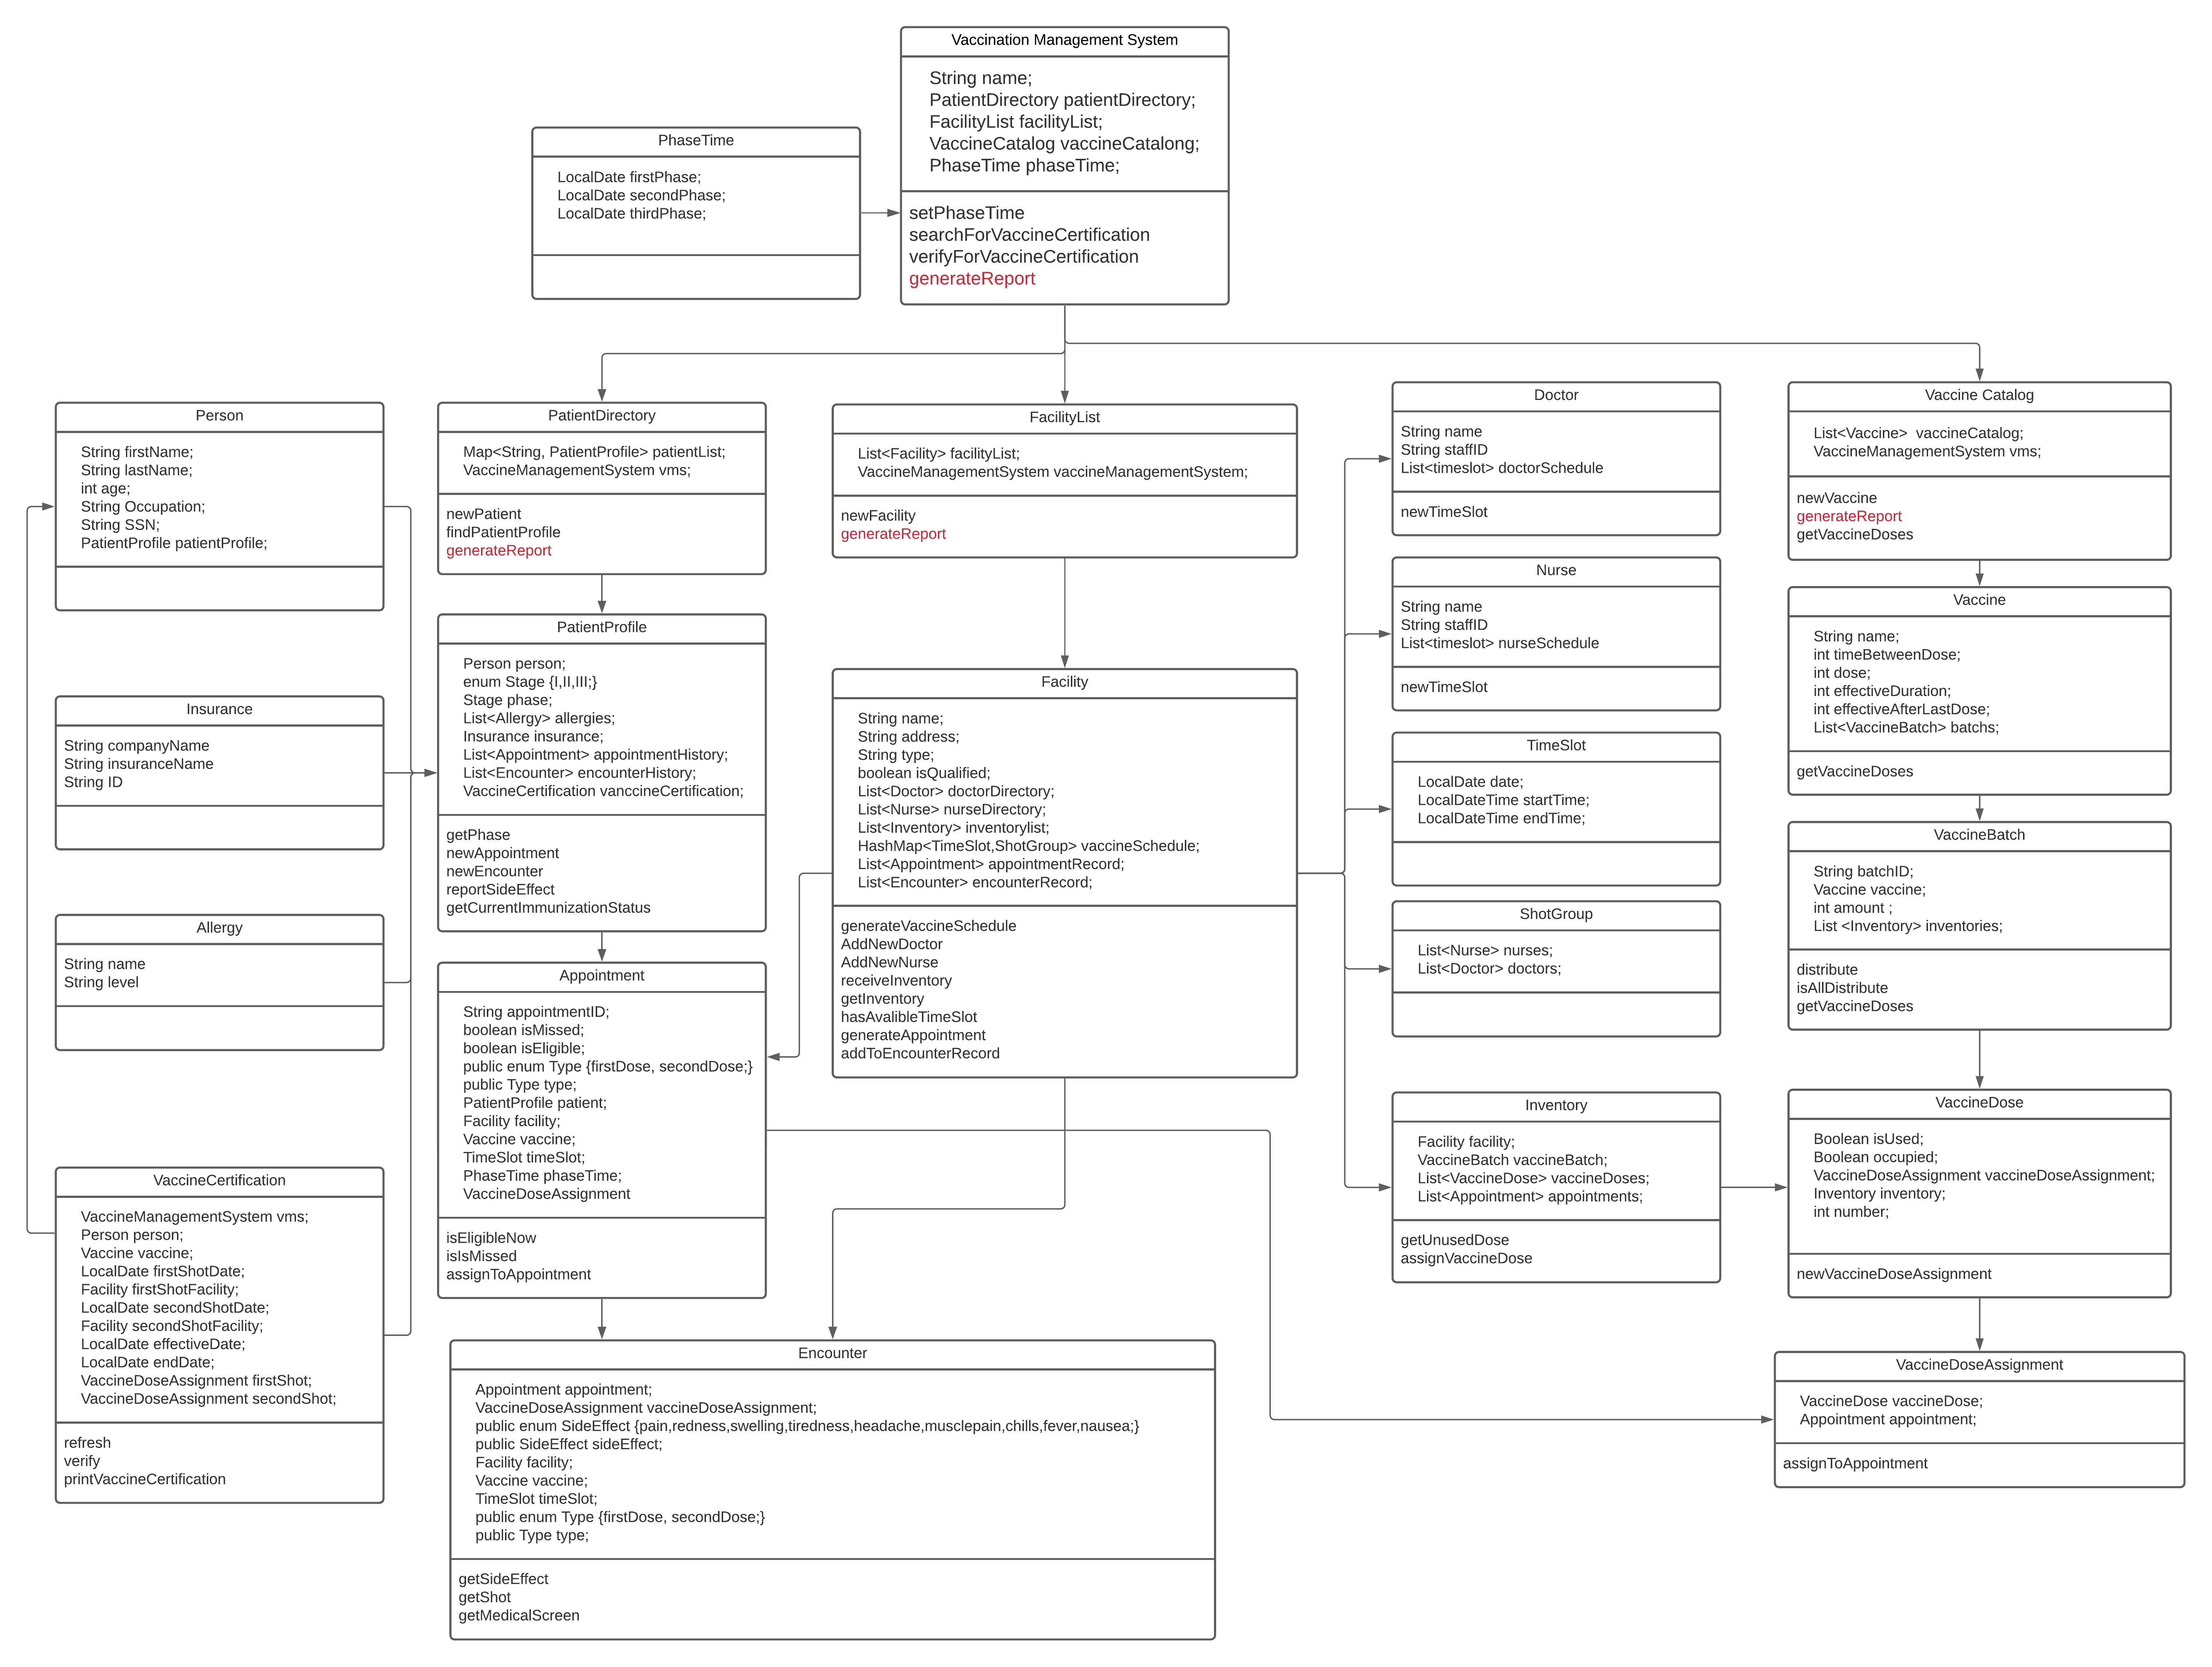 Vaccination Management System
String name;
PatientDirectory patientDirectory;
FacilityList facilityList;
VaccineCatalog vaccineCatalong;
PhaseTime phaseTime;
setPhaseTime
searchForVaccineCertification
verifyForVaccineCertification
generateReport
PhaseTime
LocalDate firstPhase;
LocalDate secondPhase;
LocalDate thirdPhase;
Person
String firstName;
String lastName;
int age;
String Occupation;
String SSN;
PatientProfile patientProfile;
Insurance
String companyName
String insuranceName
String ID
Allergy
String name
String level
VaccineCertification
VaccineManagementSystem vms;
Person person;
Vaccine vaccine;
LocalDate firstShotDate;
Facility firstShotFacility;
LocalDate secondShotDate;
Facility secondShotFacility;
LocalDate effectiveDate;
LocalDate endDate;
VaccineDoseAssignment firstShot;
VaccineDoseAssignment secondShot;
refresh
verify
printVaccineCertification
PatientDirectory
Map<String, PatientProfile> patientList;
VaccineManagementSystem vms;
newPatient
findPatientProfile
generateReport
PatientProfile
Person person;
enum Stage {I,II,III;}
Stage phase;
List<Allergy> allergies;
Insurance insurance;
List<Appointment> appointmentHistory;
List<Encounter> encounterHistory;
VaccineCertification vanccineCertification;
getPhase
newAppointment
newEncounter
reportSideEffect
getCurrentImmunizationStatus
Appointment
String appointmentID;
boolean isMissed;
boolean isEligible;
public enum Type {firstDose, secondDose;}
public Type type;
PatientProfile patient;
Facility facility;
Vaccine vaccine;
TimeSlot timeSlot;
PhaseTime phaseTime;
VaccineDoseAssignment
isEligibleNow
isIsMissed
assignToAppointment
Encounter
Appointment appointment;
VaccineDoseAssignment vaccineDoseAssignment;
public enum SideEffect {pain,redness,swelling,tiredness,headache,musclepain,chills,fever,nausea;}
public SideEffect sideEffect;
Facility facility;
Vaccine vaccine;
TimeSlot timeSlot;
public enum Type {firstDose, secondDose;}
public Type type;
getSideEffect
getShot
getMedicalScreen
FacilityList
List<Facility> facilityList;
VaccineManagementSystem vaccineManagementSystem;
newFacility
generateReport
Facility
String name;
String address;
String type;
boolean isQualified;
List<Doctor> doctorDirectory;
List<Nurse> nurseDirectory;
List<Inventory> inventorylist;
HashMap<TimeSlot,ShotGroup> vaccineSchedule;
List<Appointment> appointmentRecord;
List<Encounter> encounterRecord;
generateVaccineSchedule
AddNewDoctor
AddNewNurse
receiveInventory
getInventory
hasAvalibleTimeSlot
generateAppointment
addToEncounterRecord
Doctor
String name
String staffID
List<timeslot> doctorSchedule
newTimeSlot
Nurse
String name
String staffID
List<timeslot> nurseSchedule
newTimeSlot
TimeSlot
LocalDate date;
LocalDateTime startTime;
LocalDateTime endTime;
ShotGroup
List<Nurse> nurses;
List<Doctor> doctors;
Inventory
Facility facility;
VaccineBatch vaccineBatch;
List<VaccineDose> vaccineDoses;
List<Appointment> appointments;
getUnusedDose
assignVaccineDose
Vaccine Catalog
List<Vaccine> vaccineCatalog;
VaccineManagementSystem vms;
newVaccine
generateReport
getVaccineDoses
Vaccine
String name;
int timeBetweenDose;
int dose;
int effectiveDuration;
int effectiveAfterLastDose;
List<VaccineBatch> batchs;
getVaccineDoses
VaccineBatch
String batchID;
Vaccine vaccine;
int amount ;
List <Inventory> inventories;
distribute
isAllDistribute
getVaccineDoses
VaccineDose
Boolean isUsed;
Boolean occupied;
VaccineDoseAssignment vaccineDoseAssignment;
Inventory inventory;
int number;
newVaccineDoseAssignment
VaccineDoseAssignment
VaccineDose vaccineDose;
Appointment appointment;
assignToAppointment